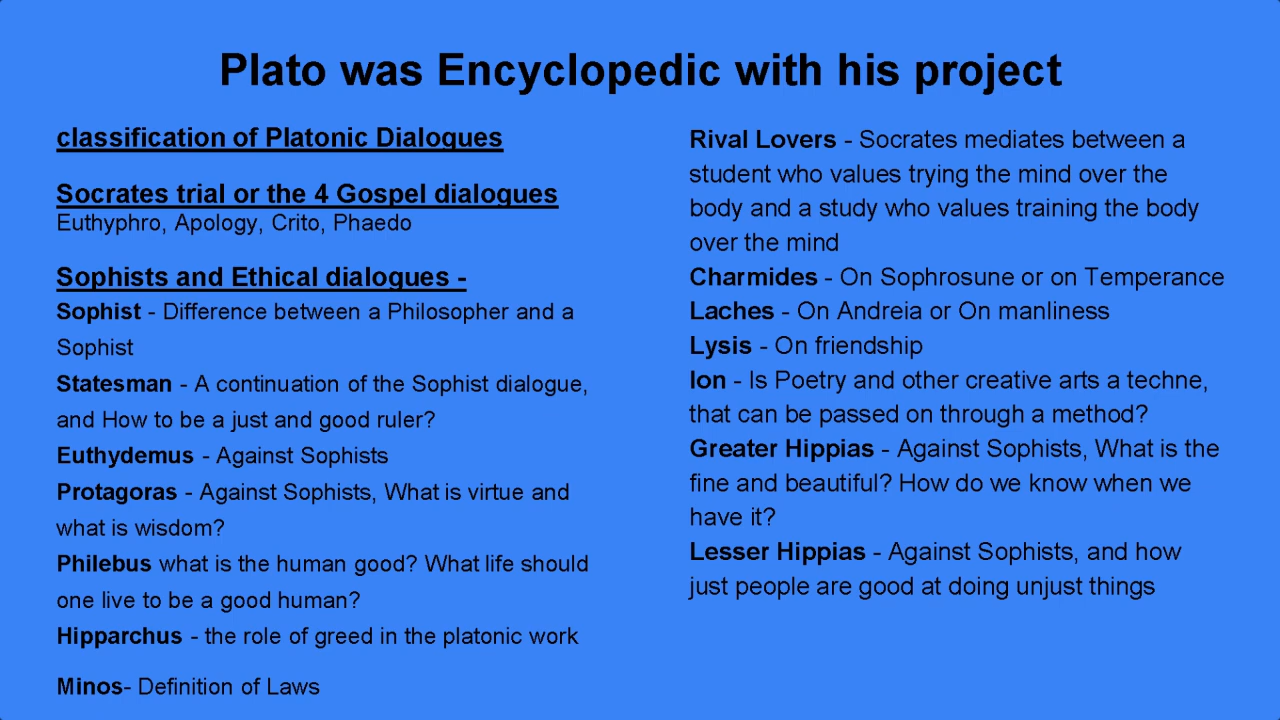 Plato was Encyclopedic with his project
classification of Platonic Dialogues
Socrates trial or the 4 Gospel dialogues
Euthyphro, Apology, Crito, Phaedo
Sophists and Ethical dialogues -
Sophist - Difference between a Philosopher and a
Sophist
Statesman - A continuation of the Sophist dialogue,
and How to be a just and good ruler?
Euthydemus - Against Sophists
Protagoras - Against Sophists, What is virtue and
what is wisdom?
Philebus what is the human good? What life should
one live to be a good human?
Hipparchus - the role of greed in the platonic work
Minos- Definition of Laws
Rival Lovers - Socrates mediates between a
student who values trying the mind over the
body and a study who values training the body
over the mind
Charmides - On Sophrosune or on Temperance
Laches - On Andreia or On manliness
Lysis - On friendship
Ion - Is Poetry and other creative arts a techne,
that can be passed on through a method?
Greater Hippias - Against Sophists, What is the
fine and beautiful? How do we know when we
have it?
Lesser Hippias - Against Sophists, and how
just people are good at doing unjust things